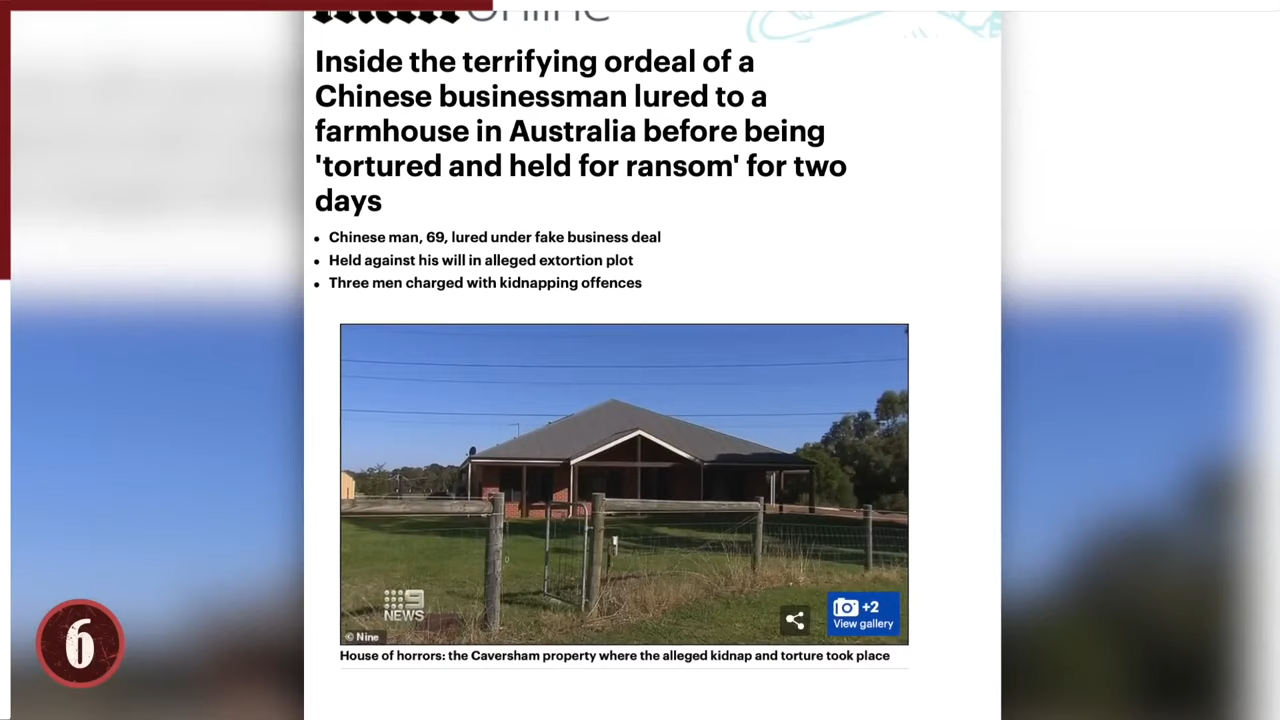 Inside the terrifying ordeal of a
Chinese businessman lured to a
farmhouse in Australia before being
'tortured and held for ransom' for two
days
Chinese man, 69, lured under fake business deal
Held against his will in alleged extortion plot
Three men charged with kidnapping offences
9
NEWS
+2
View gallery
© Nine
House of horrors: the Caversham property where the alleged kidnap and torture took place
6